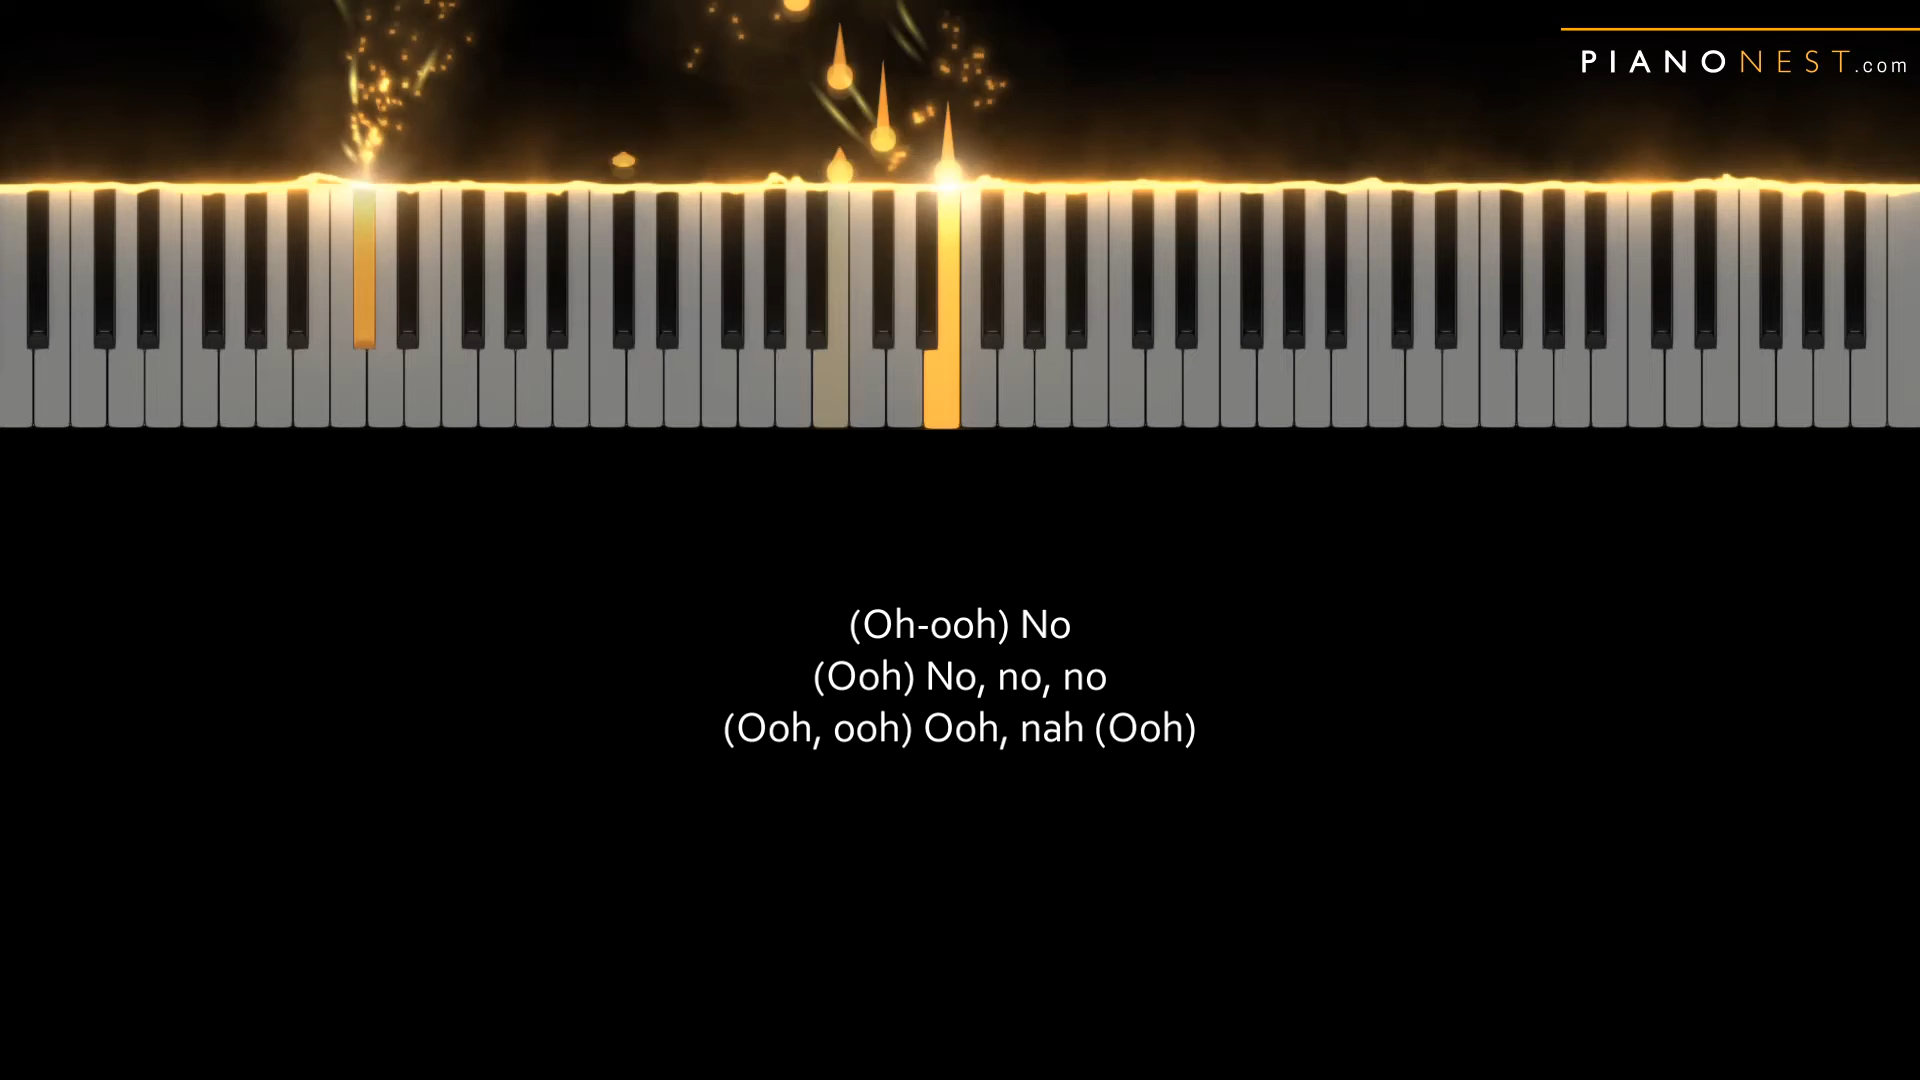 PIANONEST.com
(Oh-ooh) No
(Ooh) No, no, no
(Ooh, ooh) Ooh, nah (Ooh)